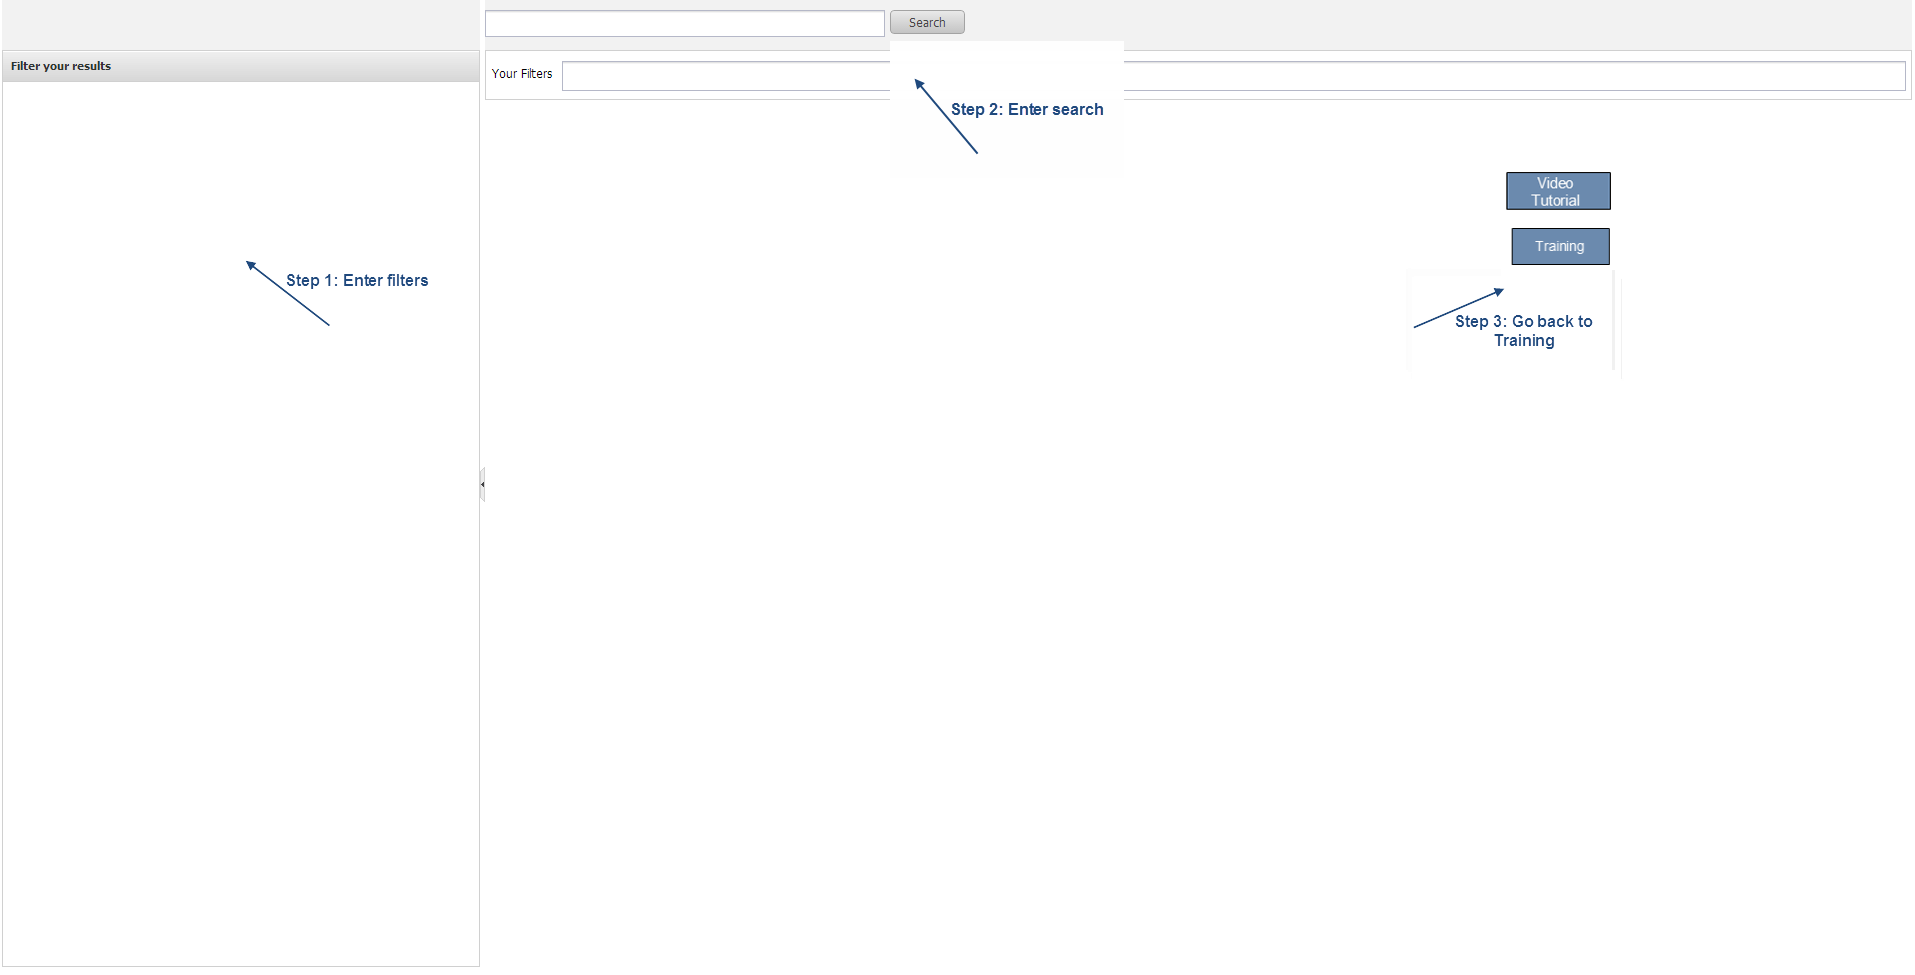 Search
Filter your results
Your Filters
Step 2: Enter search
Video
Tutorial
Training
Step 1: Enter filters
Step 3: Go back to
Training